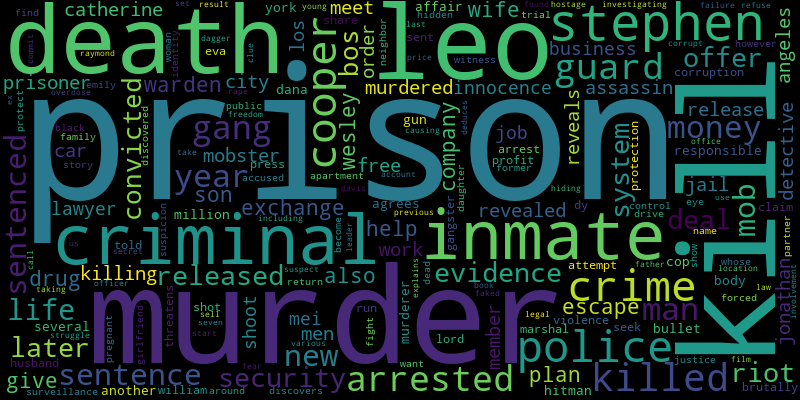 death
leo
stephen
prison
kill
murder
criminal
inmate
police
crime
killed
arrested
cooper
gang
guard
offer
money
year
released
evidence
security
sentence
sentenced
convicted
life
later
new
riot
man
deal
system
mob
catherine
york
meet
affair
wife
hostage
investigating
failure
refuse
eva
los
bos
order
business
share
sent
neighbor
angeles
prisoner
warden
city
murdered
innocence
assassin
corruption
wesley
dana
mobster
press
free
company
job
profit
reveals
release
responsible
jail
detective
car
family
black
story
son
exchange
lawyer
million
help
agrees
work
revealed
protection
jonathan
drug
killing
also
escape
give
several
husband
shoot
mei
men
murderer
member
plan
hitman
marshal
bullet
body
cop
another
william
around
discovers
surveillance
brutally
threatens
girlfriend
pregnant
suspicion
accused
apartment
daughter
gangster
gun
witness
identity
raymond
dagger
woman
overdose
emily
protect
discovered
public
freedom
rape
hidden
last
price
causing
deduces
former
hiding
account
previous
control
drive
eye
use
claim
partner
involvement
law
location
whose
show
name
father
attempt
forced
justice
film
violence
seek
legal
explains
dead
faked
book
want
right
run
lord
various
seven
shot
sell
start
fear
return
suspect
secret
told
including
become
leader
officer
taking
call
struggle
us
take
set
result
young
found
trial
however
corrupt
office
arrest
davis
clue
find
commit
ex
dy